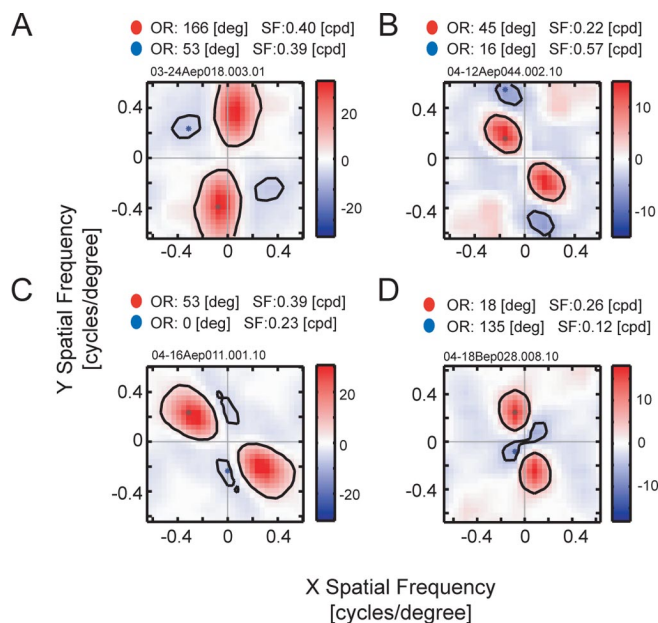 A
OR: 166 [deg] SF:0.40 [cpd]
OR: 53 [deg] SF:0.39 [cpd]
03-24Aep018.003.01
0.4
0
-0.4
-0.4 0 0.4
20
0
-20
B
OR: 45 [deg] SF:0.22 [cpd]
OR: 16 [deg] SF:0.57 [cpd]
04-12Aep044.002.10
0.4
0
-0.4
-0.4 0 0.4
10
0
-10
Y Spatial Frequency
[cycles/degree]
C
OR: 53 [deg] SF:0.39 [cpd]
OR: 0 [deg] SF:0.23 [cpd]
04-16Aep011.001.10
0.4
0
-0.4
-0.4 0 0.4
20
0
-20
D
OR: 18 [deg] SF:0.26 [cpd]
OR: 135 [deg] SF:0.12 [cpd]
04-18Bep028.008.10
0.4
0
-0.4
-0.4 0 0.4
10
0
-10
X Spatial Frequency
[cycles/degree]